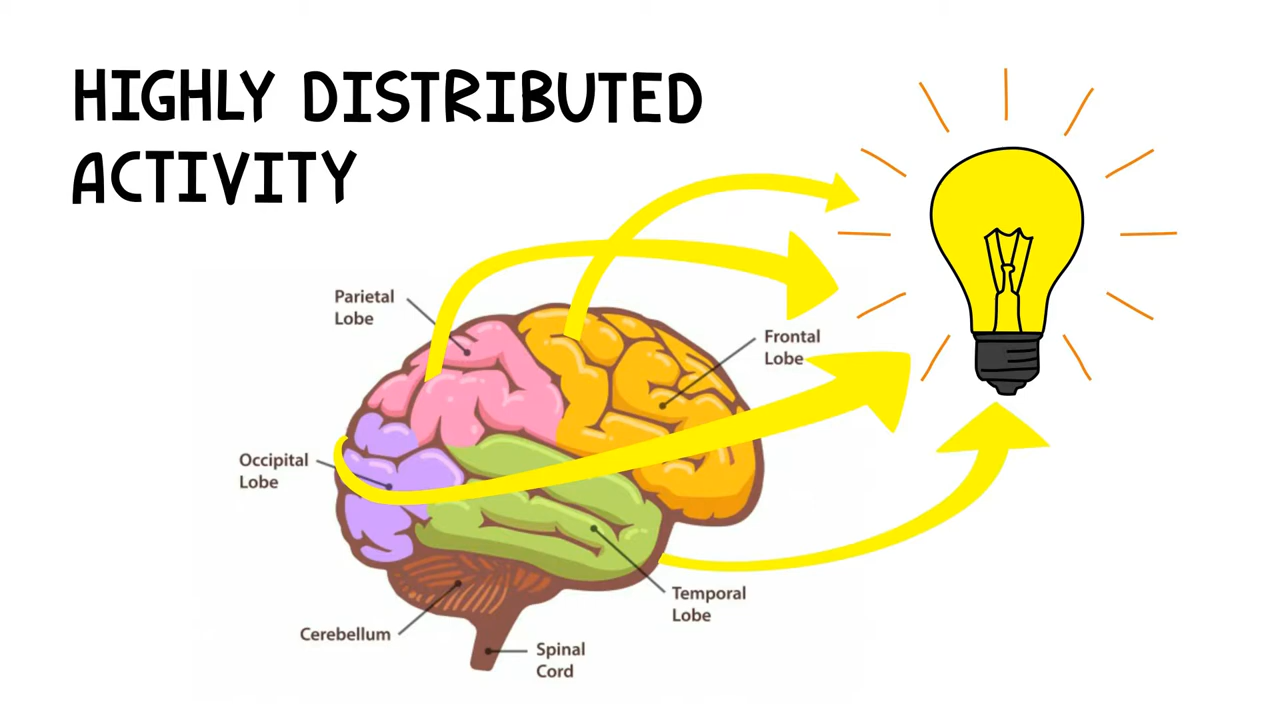 HIGHLY DISTRIBUTED
ACTIVITY
Parietal
Lobe
Frontal
Lobe
Occipital
Lobe
Temporal
Lobe
Cerebellum
Spinal
Cord